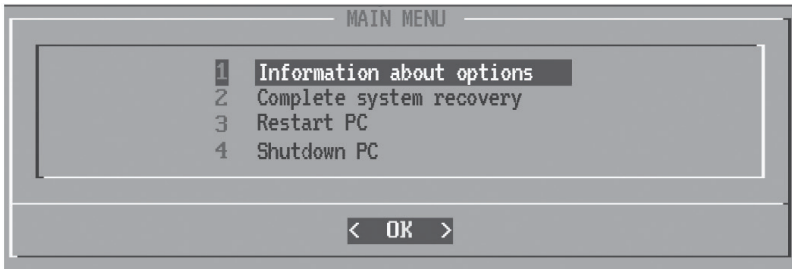 MAIN MENU
1 Information about options
2 Complete system recovery
3 Restart PC
4 Shutdown PC
< OK >